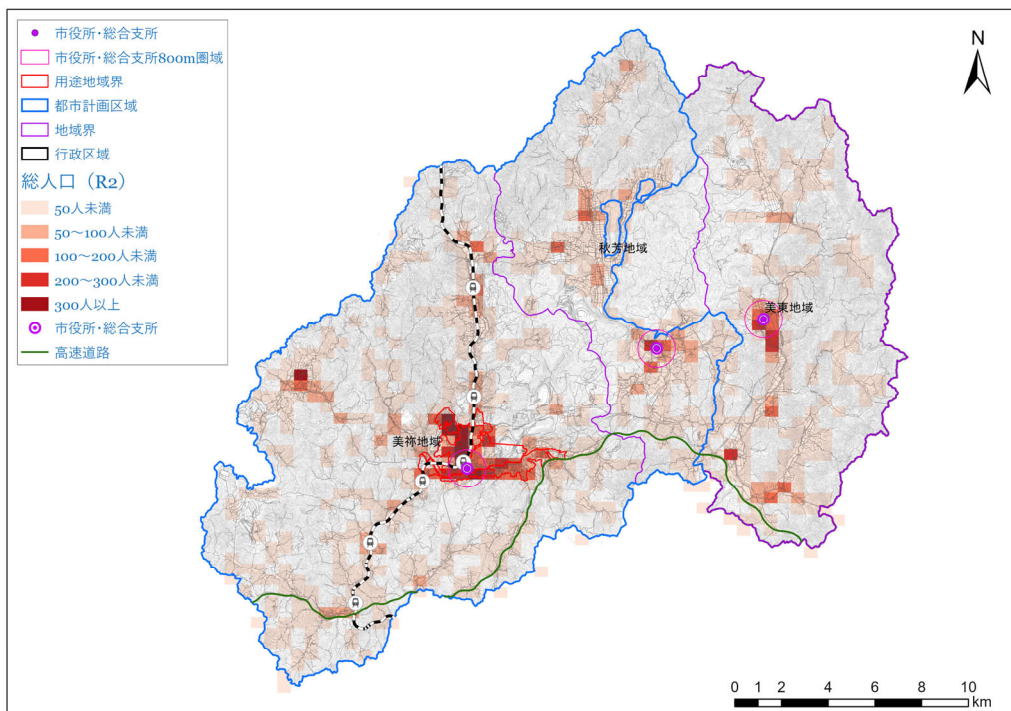 市役所・総合支所
市役所・総合支所800m圏域
用途地域界
都市計画区域
地域界
行政区域
総人口（R2）
50人未満
50～100人未満
100～200人未満
200～300人未満
300人以上
市役所・総合支所
高速道路
N
秋芳地域
美東地域
美祢地域
0 1 2 4 6 8 10
km